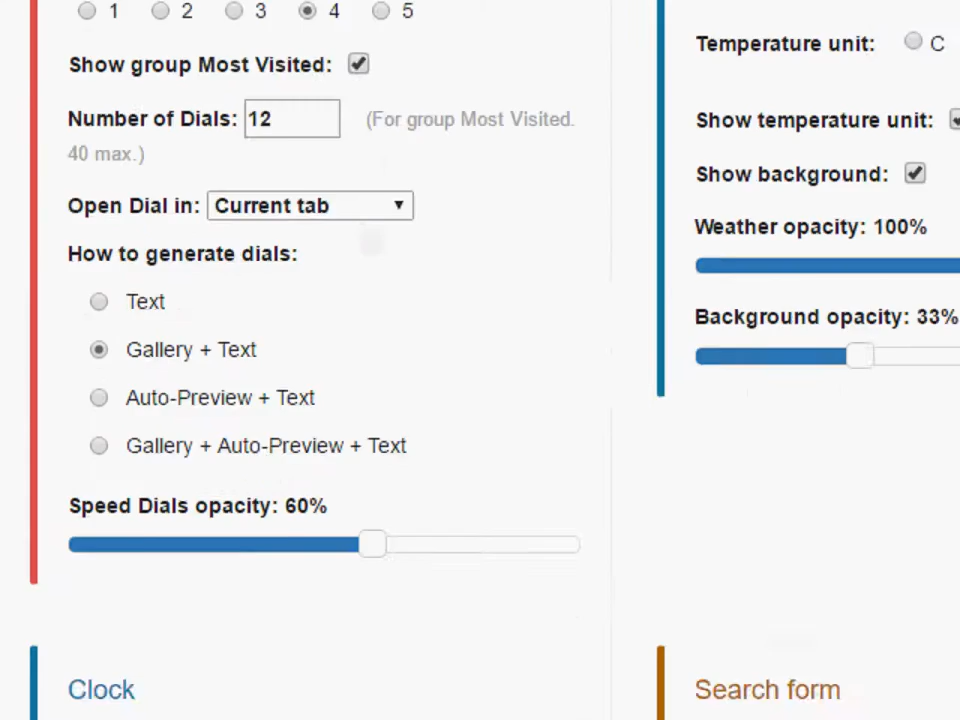 1 2 3 4 5
Show group Most Visited:
Number of Dials: 12 (For group Most Visited.
40 max.)
Open Dial in: Current tab
How to generate dials:
Text
Gallery + Text
Auto-Preview + Text
Gallery + Auto-Preview + Text
Speed Dials opacity: 60%
Clock
Temperature unit: C
Show temperature unit:
Show background:
Weather opacity: 100%
Background opacity: 33%
Search form